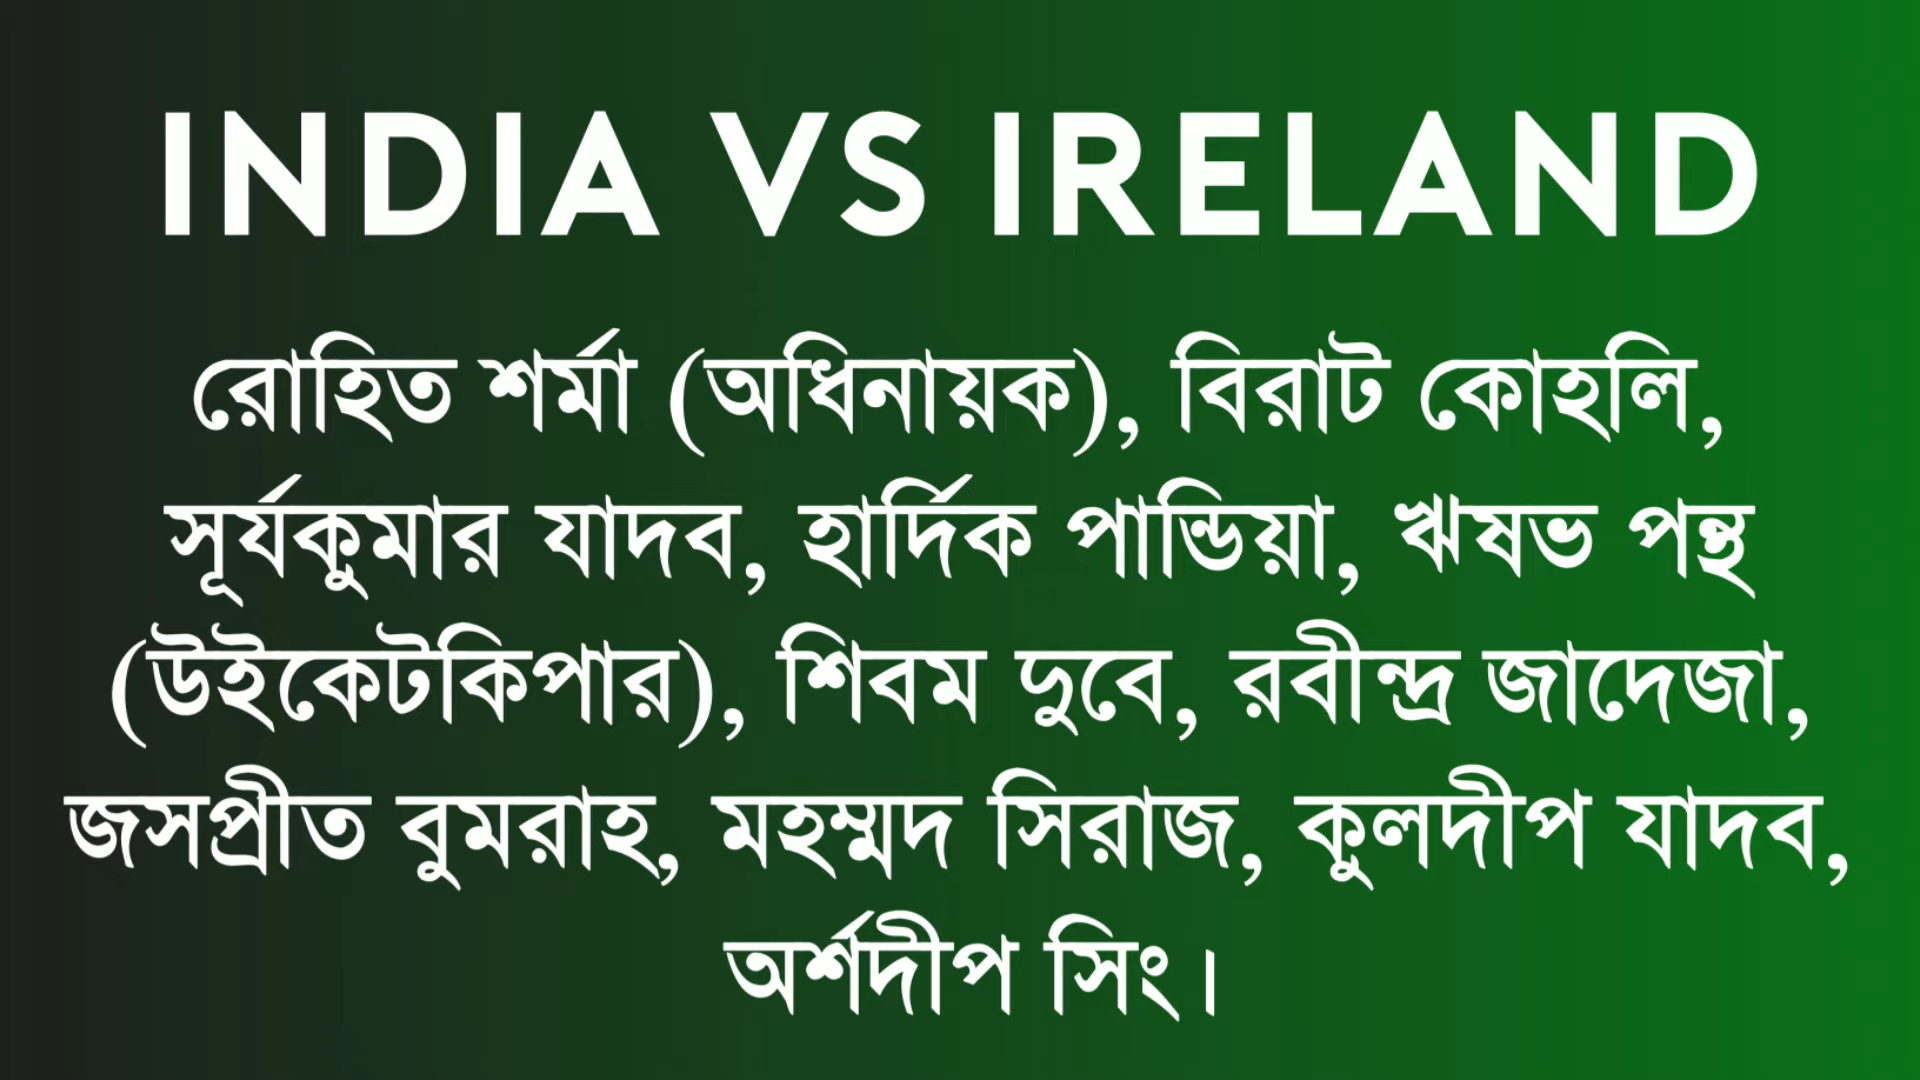 INDIA VS IRELAND
রোহিত শর্মা (অধিনায়ক), বিরাট কোহলি,
সূর্যকুমার যাদব, হার্দিক পান্ডিয়া, ঋষভ পন্থ
(উইকেটকিপার), শিবম দুবে, রবীন্দ্র জাদেজা,
জসপ্রীত বুমরাহ, মহম্মদ সিরাজ, কুলদীপ যাদব,
অর্শদীপ সিং।